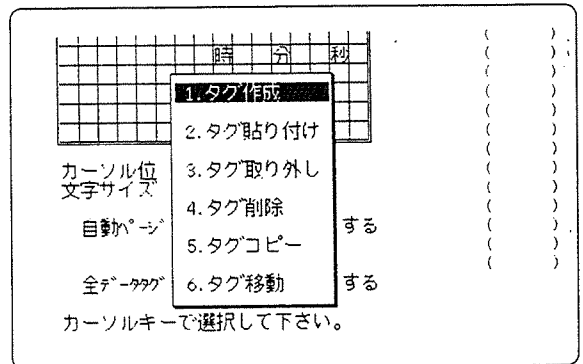 時 分 秒
1.タグ作成
2.タグ貼り付け
カーソル位
3.タグ取り外し
文字サイズ
4.タグ削除
自動ページ
する
5.タグコピー
全データタグ
6.タグ移動
する
カーソルキーで選択して下さい。
( )
( )
( )
( )
( )
( )
( )
( )
( )
( )
( )
( )
( )